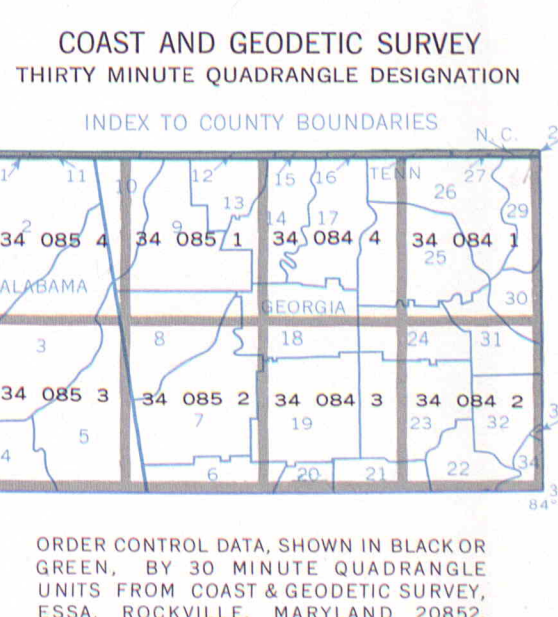 COAST AND GEODETIC SURVEY
THIRTY MINUTE QUADRANGLE DESIGNATION
INDEX TO COUNTY BOUNDARIES
N. C.
1 11 10 12 13 15 16 TENN 27 26
2 9 14 17 25 29
34 085 4 34 085 1 34 084 4 34 084 1
ALABAMA GEORGIA 30
3 8 18 24 31
34 085 3 34 085 2 34 084 3 34 084 2
4 5 7 19 23 32
6 20 21 22 34
84°
ORDER CONTROL DATA, SHOWN IN BLACK OR
GREEN, BY 30 MINUTE QUADRANGLE
UNITS FROM COAST & GEODETIC SURVEY,
ESSA, ROCKVILLE, MARYLAND 20852